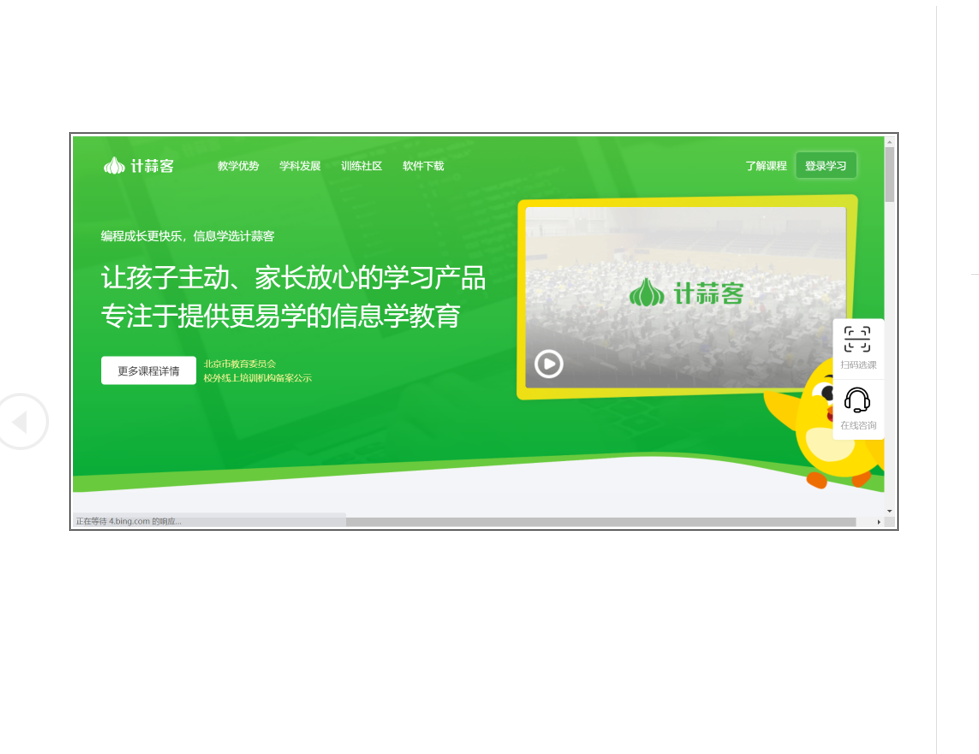 计蒜客
教学优势 学科发展 训练社区 软件下载
了解课程 登录学习
编程成长更快乐，信息学选计蒜客
让孩子主动、家长放心的学习产品
专注于提供更易学的信息学教育
更多课程详情
北京市教育委员会
校外线上培训机构备案公示
计蒜客
扫码选课
在线咨询
正在等待 4.bing.com 的响应...